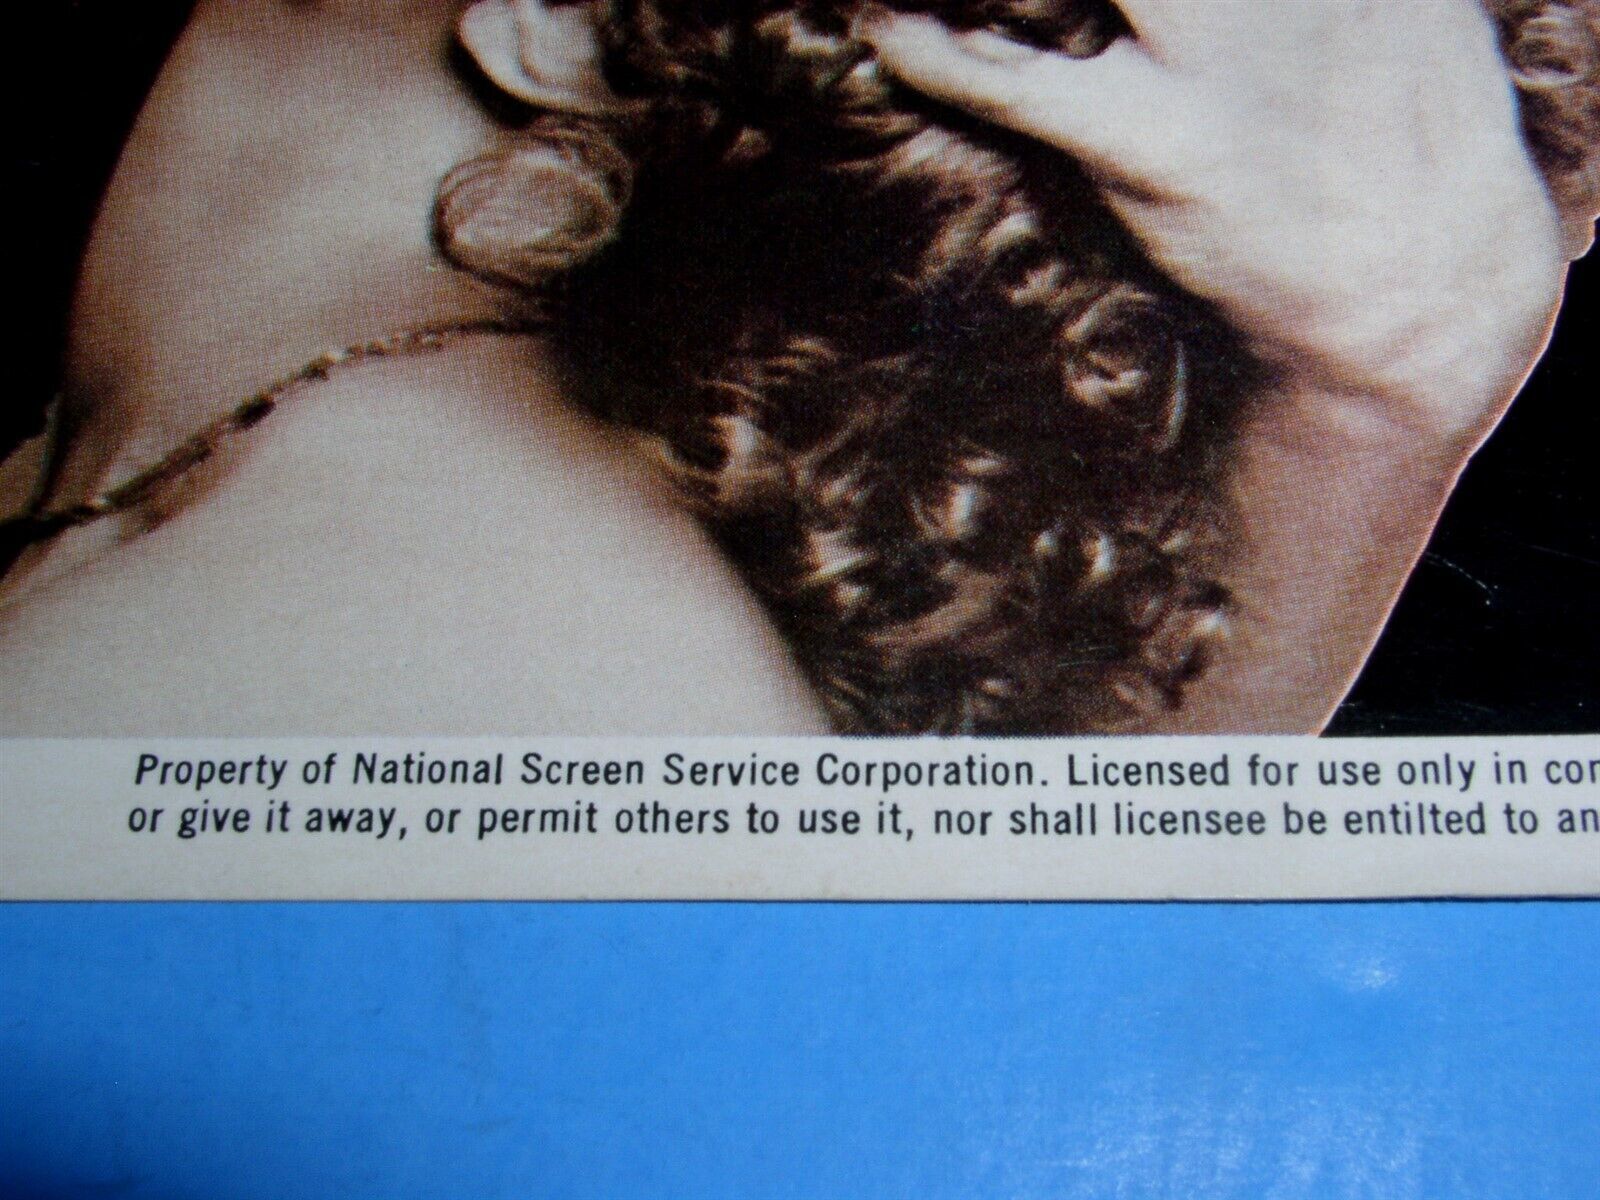 Property of National Screen Service Corporation. Licensed for use only in con
or give it away, or permit others to use it, nor shall licensee be entilted to an